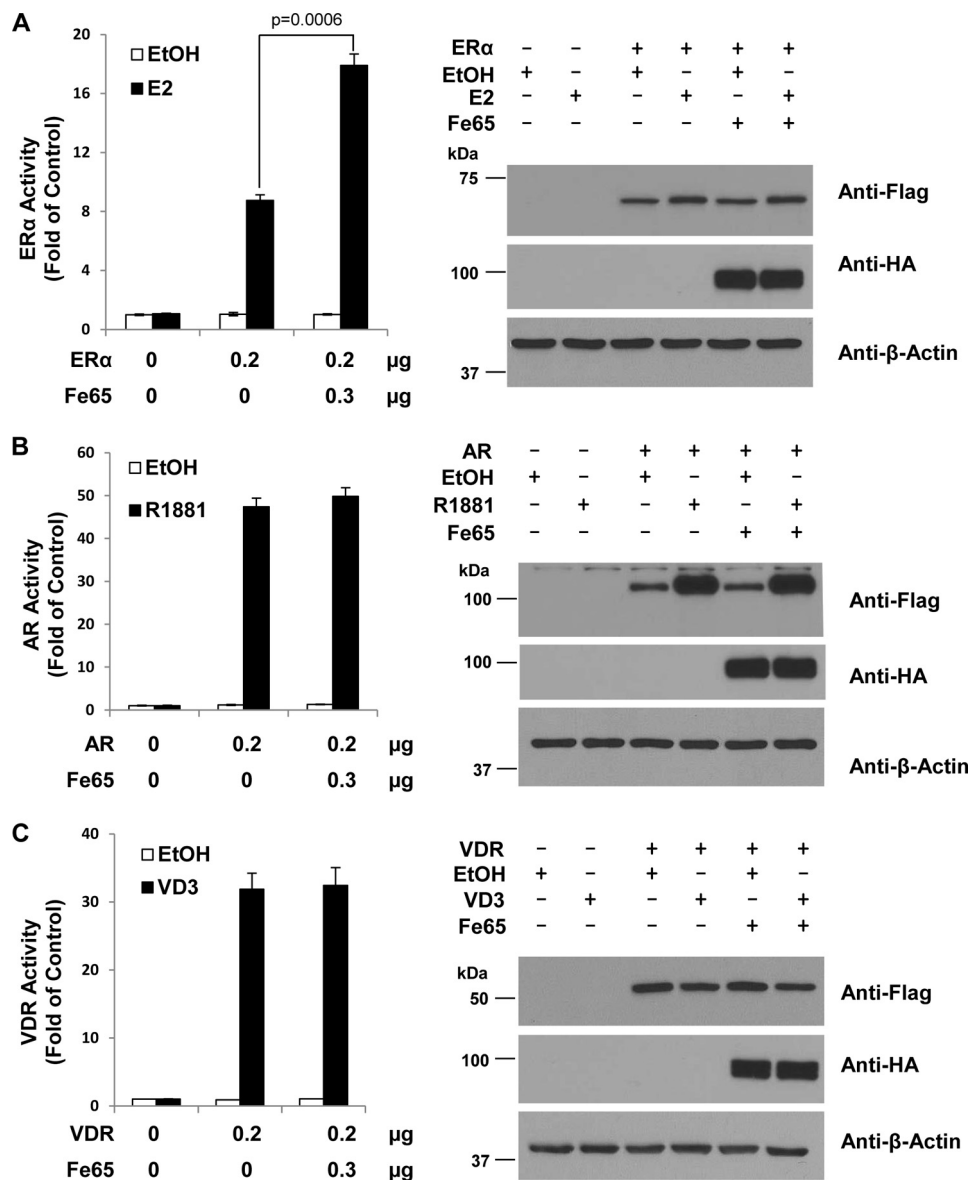 A
p=0.0006
EtOH
E2
ERα Activity
(Fold of Control)
20
16
12
8
4
0
ERα 0 0.2 0.2 µg
Fe65 0 0 0.3 µg
ERα – – + + + +
EtOH + – + – + –
E2 – + – + – +
Fe65 – – – – + +
kDa
75
Anti-Flag
100
Anti-HA
37
Anti-β-Actin
B
EtOH
R1881
AR Activity
(Fold of Control)
60
50
40
30
20
10
0
AR 0 0.2 0.2 µg
Fe65 0 0 0.3 µg
AR – – + + + +
EtOH + – + – + –
R1881 – + – + – +
Fe65 – – – – + +
kDa
100
Anti-Flag
100
Anti-HA
37
Anti-β-Actin
C
EtOH
VD3
VDR Activity
(Fold of Control)
40
30
20
10
0
VDR 0 0.2 0.2 µg
Fe65 0 0 0.3 µg
VDR – – + + + +
EtOH + – + – + –
VD3 – + – + – +
Fe65 – – – – + +
kDa
50
Anti-Flag
100
Anti-HA
37
Anti-β-Actin